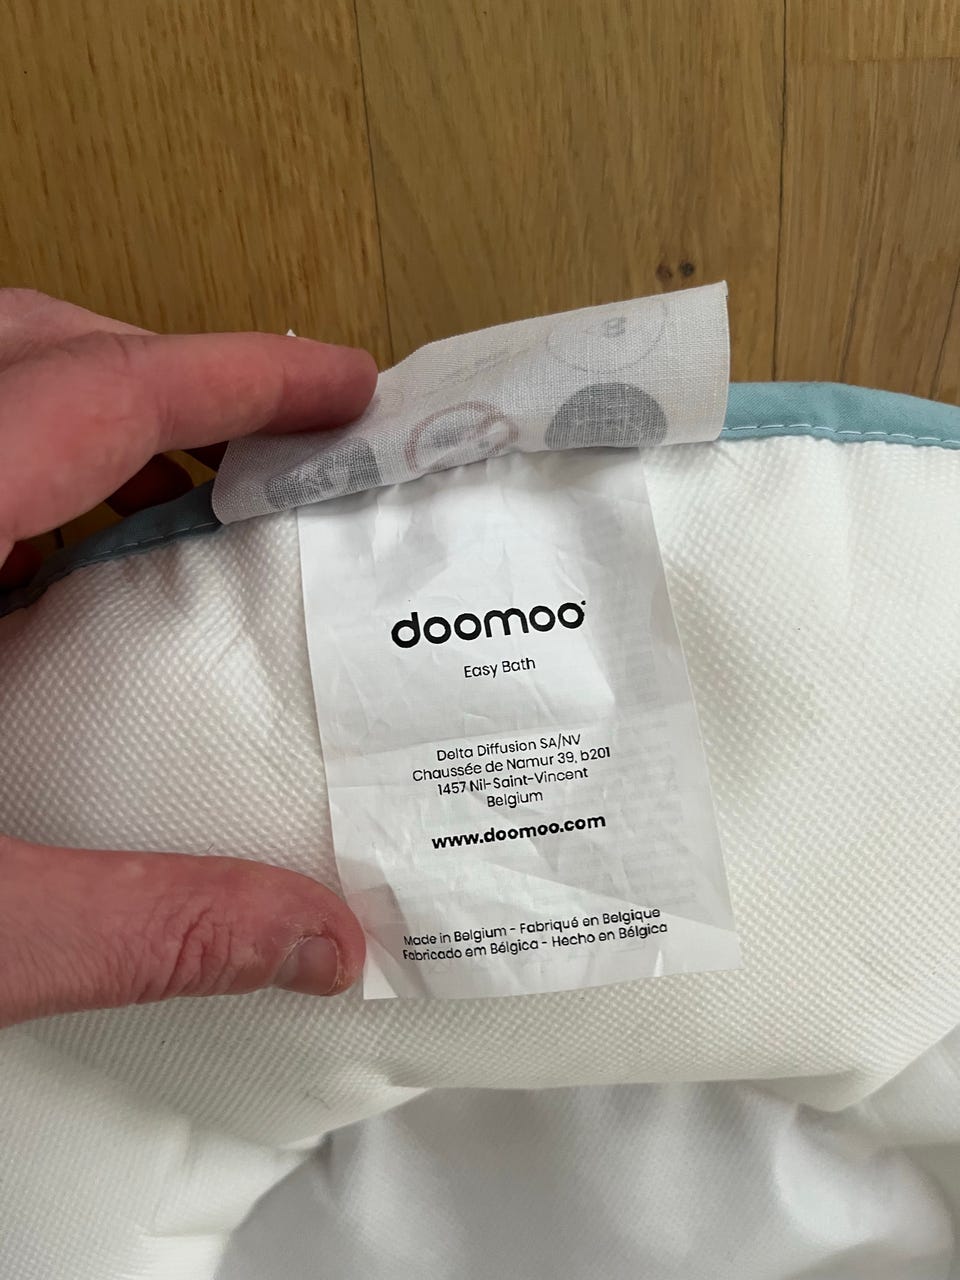 doomoo
Easy Bath
Delta Diffusion SA/NV
Chaussée de Namur 39, b201
1457 Nil-Saint-Vincent
Belgium
www.doomoo.com
Made in Belgium - Fabriqué en Belgique
Fabricado em Bélgica - Hecho en Bélgica